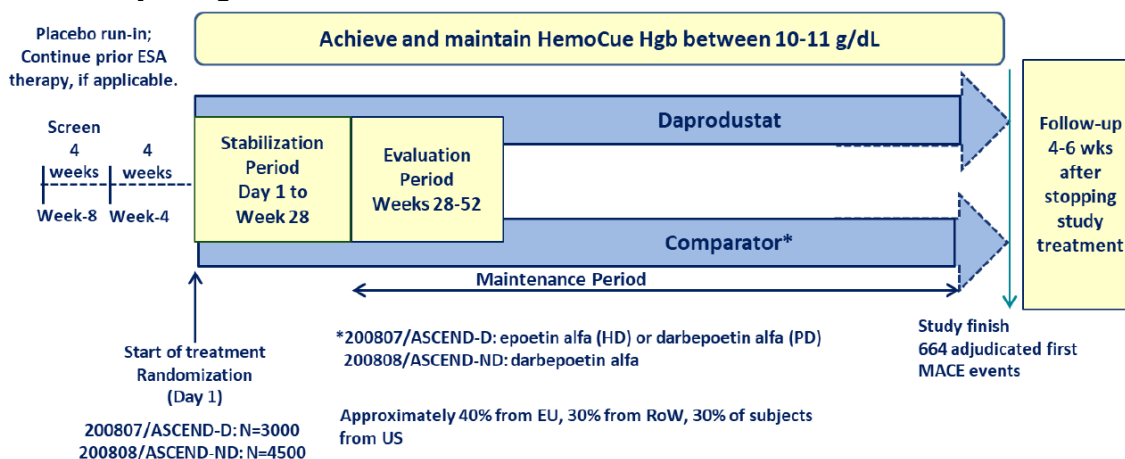 Placebo run-in;
Continue prior ESA
therapy, if applicable.
Achieve and maintain HemoCue Hgb between 10-11 g/dL
Screen
4
weeks
4
weeks
Week-8
Week-4
Stabilization
Period
Day 1 to
Week 28
Evaluation
Period
Weeks 28-52
Daprodustat
Comparator*
Maintenance Period
Follow-up
4-6 wks
after
stopping
study
treatment
Start of treatment
Randomization
(Day 1)
200807/ASCEND-D: N=3000
200808/ASCEND-ND: N=4500
*200807/ASCEND-D: epoetin alfa (HD) or darbepoetin alfa (PD)
200808/ASCEND-ND: darbepoetin alfa
Approximately 40% from EU, 30% from RoW, 30% of subjects
from US
Study finish
664 adjudicated first
MACE events